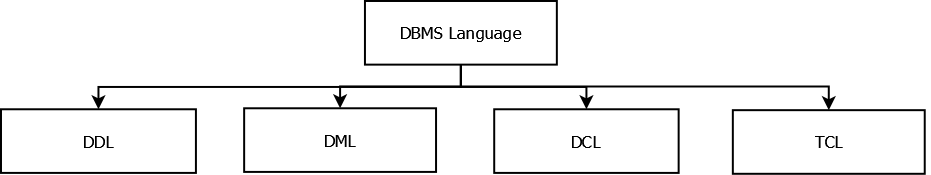 DBMS Language
DDL
DML
DCL
TCL